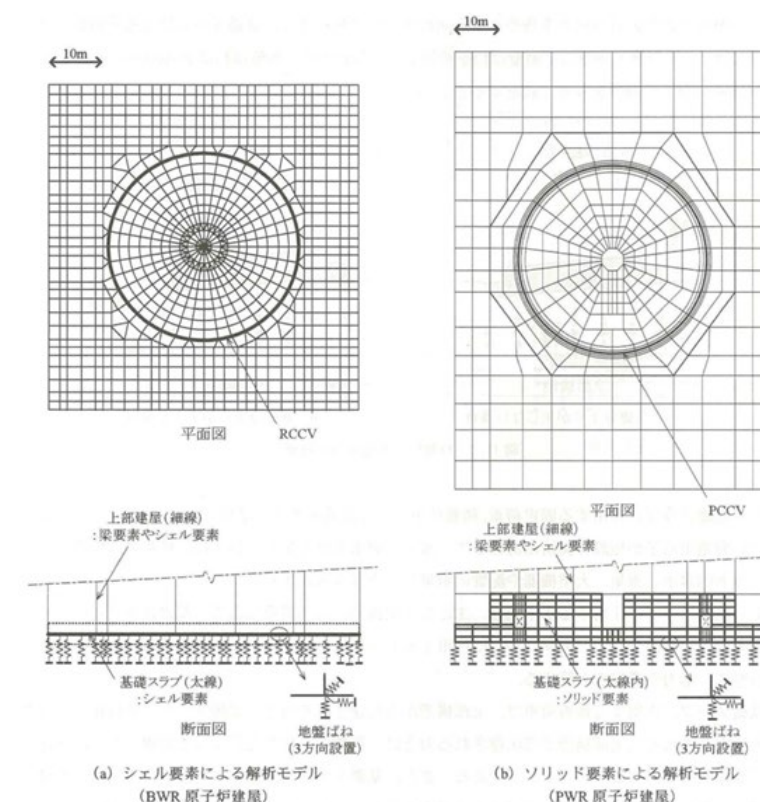 10m
平面図
RCCV
上部建屋(細線)
:梁要素やシェル要素
基礎スラブ(太線)
:シェル要素
断面図
地盤ばね
(3方向設置)
(a) シェル要素による解析モデル
(BWR 原子炉建屋)
10m
平面図
PCCV
上部建屋(細線)
:梁要素やシェル要素
基礎スラブ(太線内)
:ソリッド要素
断面図
地盤ばね
(3方向設置)
(b) ソリッド要素による解析モデル
(PWR 原子炉建屋)